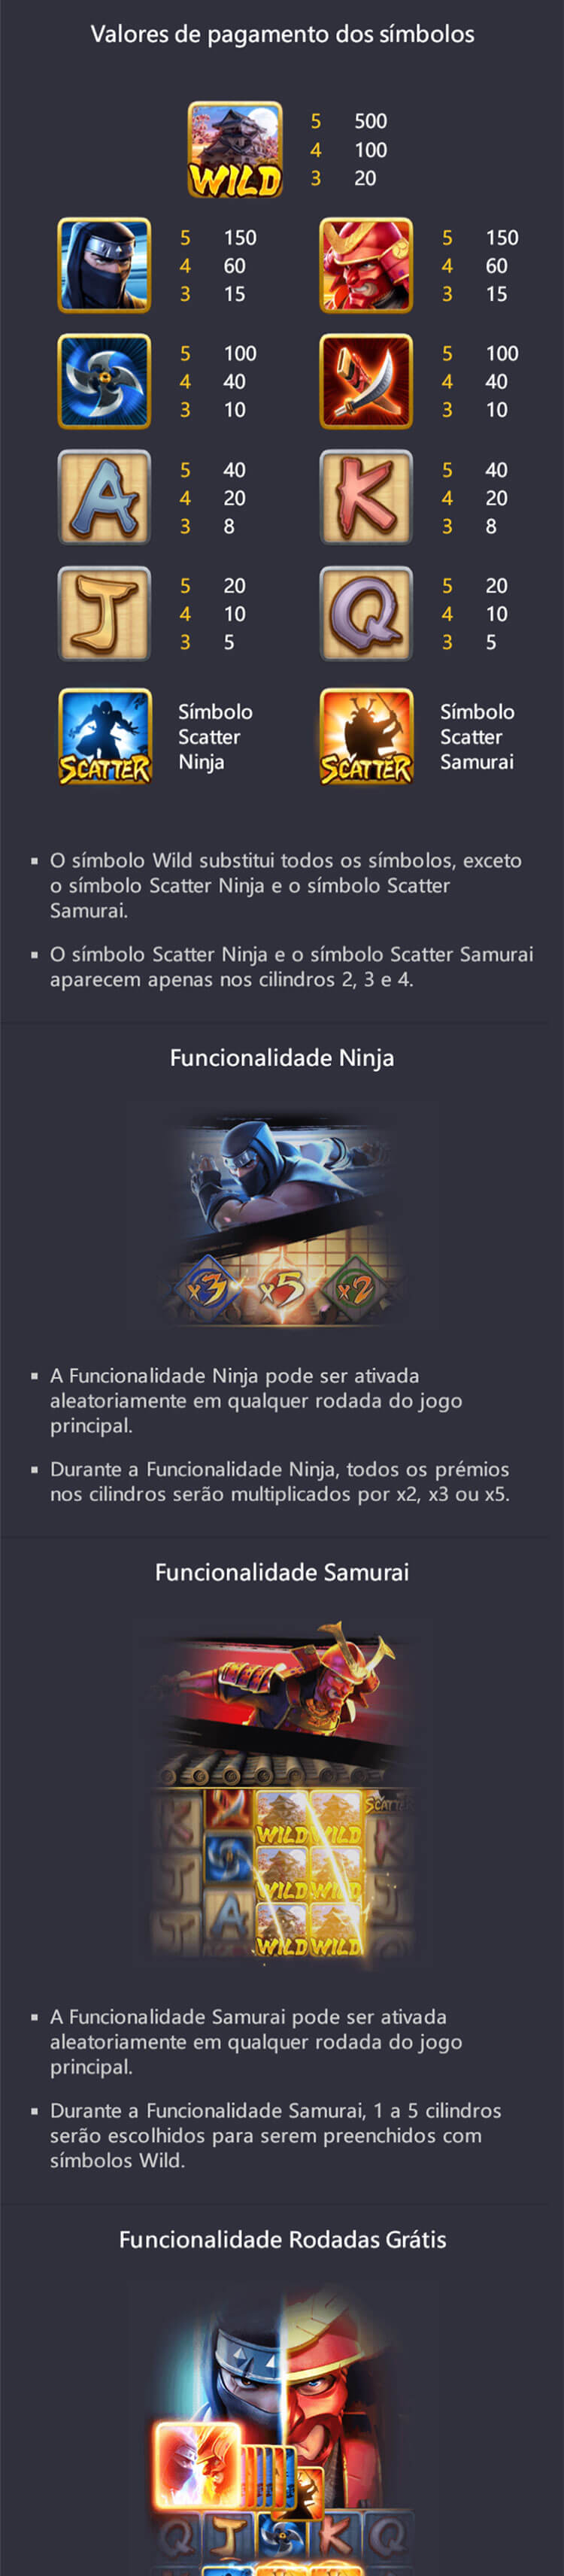 Valores de pagamento dos símbolos
5 500
4 100
3 20
WILD
5 150 5 150
4 60 4 60
3 15 3 15
5 100 5 100
4 40 4 40
3 10 3 10
A 5 40 K 5 40
4 20 4 20
3 8 3 8
J 5 20 Q 5 20
4 10 4 10
3 5 3 5
Símbolo Símbolo
Scatter Scatter
SCATTER Ninja SCATTER Samurai
▪ O símbolo Wild substitui todos os símbolos, exceto
o símbolo Scatter Ninja e o símbolo Scatter
Samurai.
▪ O símbolo Scatter Ninja e o símbolo Scatter Samurai
aparecem apenas nos cilindros 2, 3 e 4.
Funcionalidade Ninja
x3 x5 x2
▪ A Funcionalidade Ninja pode ser ativada
aleatoriamente em qualquer rodada do jogo
principal.
▪ Durante a Funcionalidade Ninja, todos os prémios
nos cilindros serão multiplicados por x2, x3 ou x5.
Funcionalidade Samurai
SCATTER
K WILD WILD
J WILD WILD K
J A WILD WILD
▪ A Funcionalidade Samurai pode ser ativada
aleatoriamente em qualquer rodada do jogo
principal.
▪ Durante a Funcionalidade Samurai, 1 a 5 cilindros
serão escolhidos para serem preenchidos com
símbolos Wild.
Funcionalidade Rodadas Grátis
Q J K Q